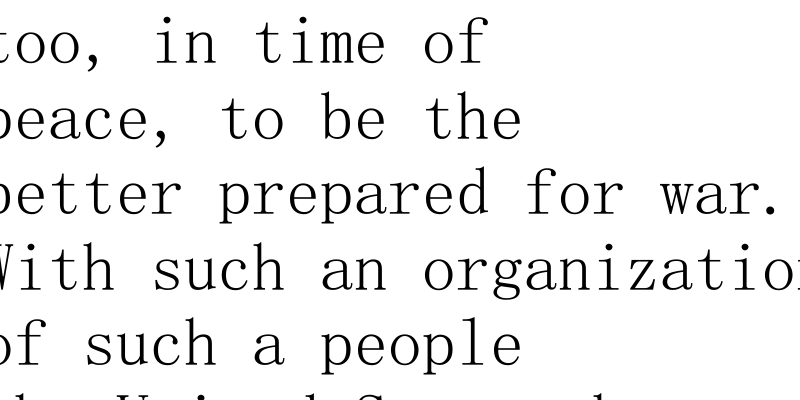 too, in time of
peace, to be the
better prepared for war.
With such an organization
of such a people